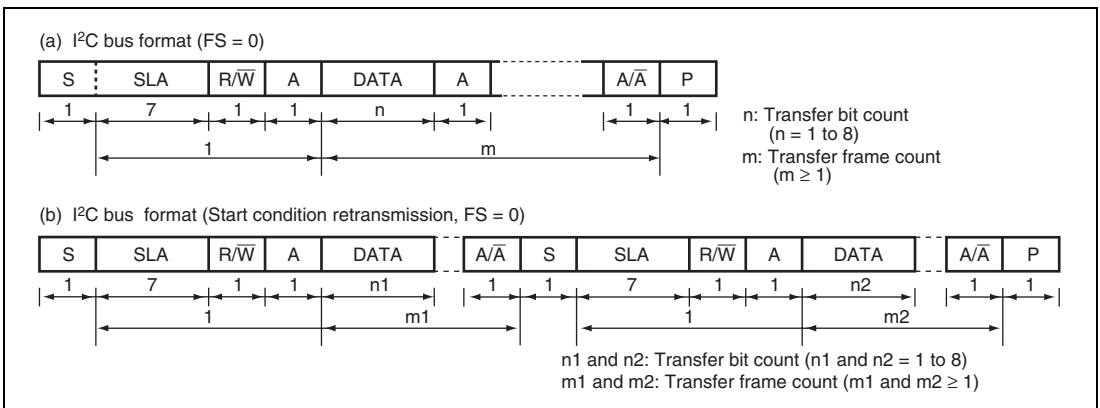 (a) I²C bus format (FS = 0)
S SLA R/W̅ A DATA A A/A̅ P
1 7 1 1 n 1 1 1
1 m
n: Transfer bit count
(n = 1 to 8)
m: Transfer frame count
(m ≥ 1)
(b) I²C bus format (Start condition retransmission, FS = 0)
S SLA R/W̅ A DATA A/A̅ S SLA R/W̅ A DATA A/A̅ P
1 7 1 1 n1 1 1 7 1 1 n2 1 1
1 m1 1 m2
n1 and n2: Transfer bit count (n1 and n2 = 1 to 8)
m1 and m2: Transfer frame count (m1 and m2 ≥ 1)